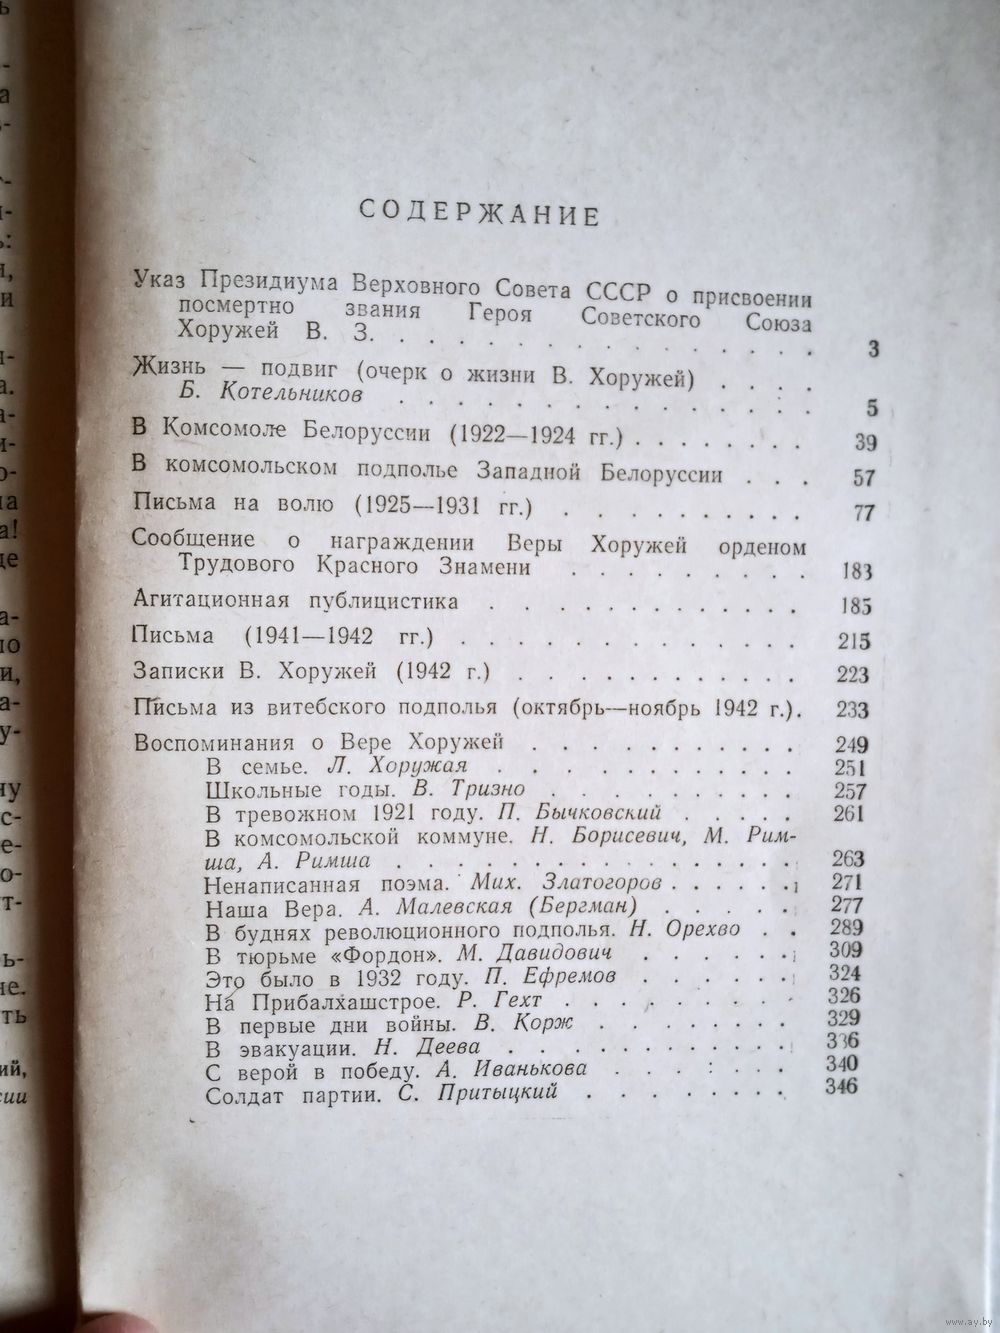 СОДЕРЖАНИЕ
Указ Президиума Верховного Совета СССР о присвоении
посмертно звания Героя Советского Союза
Хоружей В. З. . . . . . . . . . . . . . . . 3
Жизнь — подвиг (очерк о жизни В. Хоружей) . . . .
Б. Котельников . . . . . . . . . . . . . . 5
В Комсомоле Белоруссии (1922—1924 гг.) . . . . . . . . 39
В комсомольском подполье Западной Белоруссии . . . 57
Письма на волю (1925—1931 гг.) . . . . . . . . . . 77
Сообщение о награждении Веры Хоружей орденом
Трудового Красного Знамени . . . . . . . . . 183
Агитационная публицистика . . . . . . . . . . . . 185
Письма (1941—1942 гг.) . . . . . . . . . . . . . 215
Записки В. Хоружей (1942 г.) . . . . . . . . . . . 223
Письма из витебского подполья (октябрь—ноябрь 1942 г.). 233
Воспоминания о Вере Хоружей . . . . . . . . . . 249
В семье. Л. Хоружая . . . . . . . . . . . 251
Школьные годы. В. Тризно . . . . . . . . . 257
В тревожном 1921 году. П. Бычковский . . . . . 261
В комсомольской коммуне. Н. Борисевич, М. Рим-
ша, А. Римша . . . . . . . . . . . . . . . 263
Ненаписанная поэма. Мих. Златогоров . . . . . . 271
Наша Вера. А. Малевская (Бергман) . . . . . 277
В буднях революционного подполья. Н. Орехво . . 289
В тюрьме «Фордон». М. Давидович . . . . . . 309
Это было в 1932 году. П. Ефремов . . . . . . 324
На Прибалхашстрое. Р. Гехт . . . . . . . . 326
В первые дни войны. В. Корж . . . . . . . 329
В эвакуации. Н. Деева . . . . . . . . . . . 336
С верой в победу. А. Иванькова . . . . . . . 340
Солдат партии. С. Притыцкий . . . . . . . 346
www.ay.by